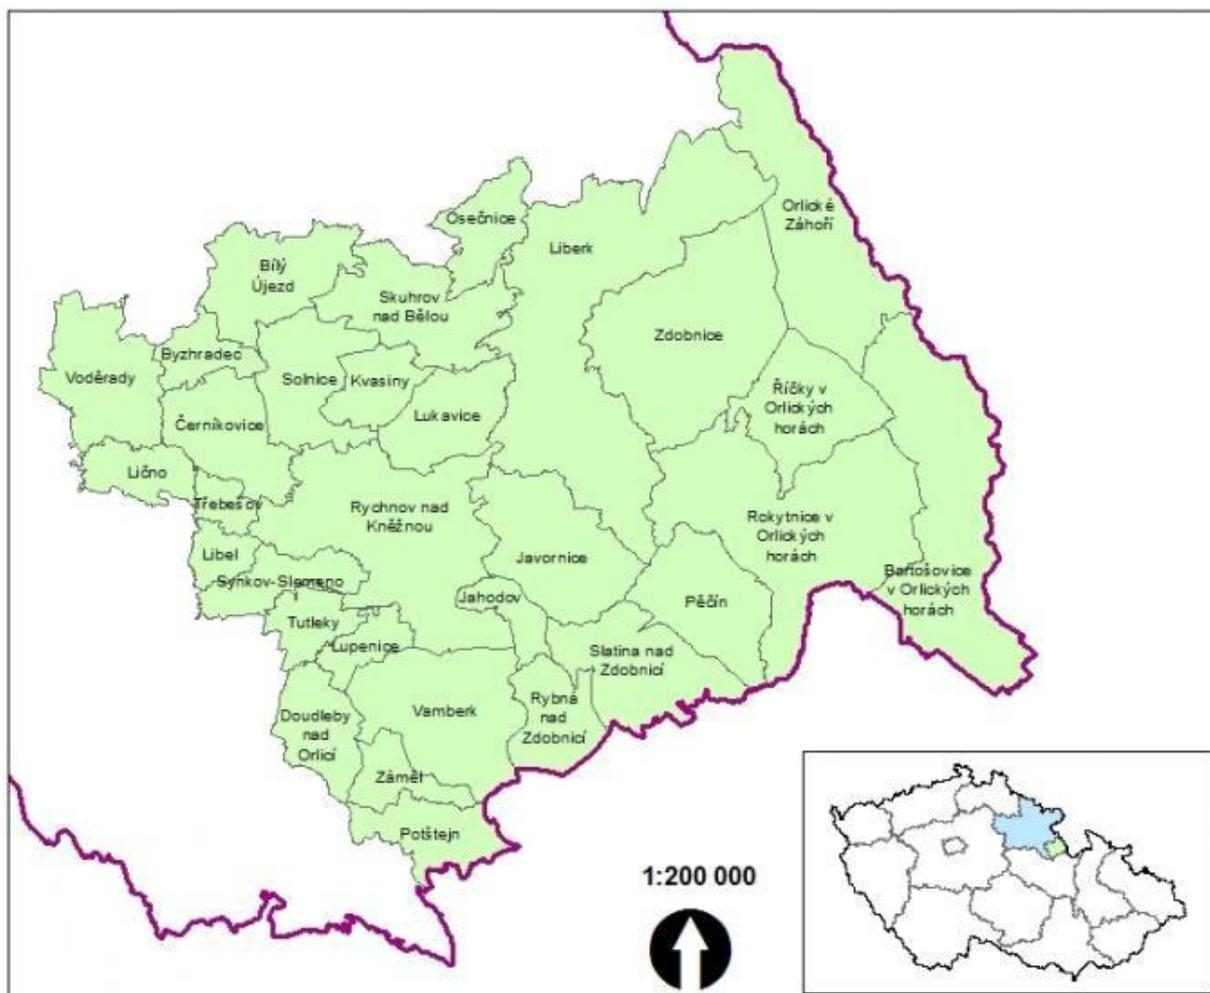 Orlické
Záhoří
Osečnice
Liberk
Bílý
Újezd
Skuhrov
nad Bělou
Zdobnice
Byzhradec
Voděrady
Solnice
Kvasiny
Říčky v
Orlických
horách
Lukavice
Černíkovice
Lično
Třebešov
Rychnov nad
Kněžnou
Rokytnice v
Orlických
horách
Libel
Javornice
Synkov-Slemeno
Bartošovice
v Orlických
horách
Jahodov
Pěčín
Tutleky
Lupenice
Slatina nad
Zdobnicí
Vamberk
Rybná
nad
Zdobnicí
Doudleby
nad
Orlicí
Záměl
Potštejn
1:200 000